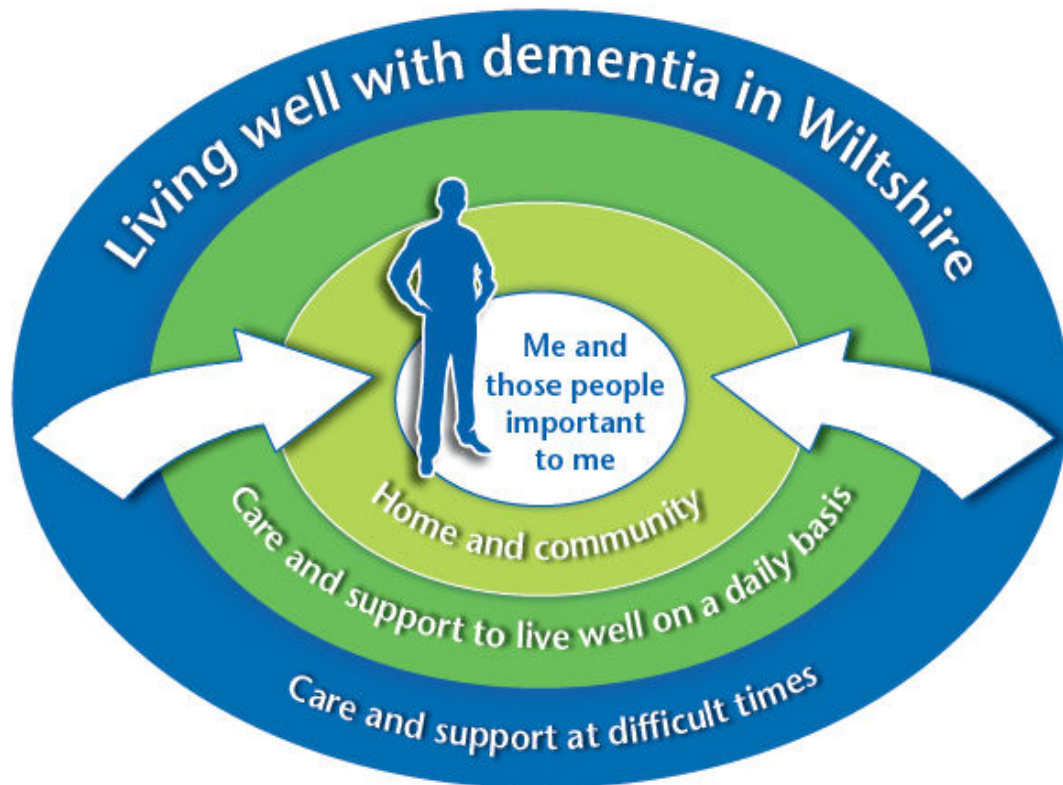 Living well with dementia in Wiltshire
Me and
those people
important
to me
Home and community
Care and support to live well on a daily basis
Care and support at difficult times